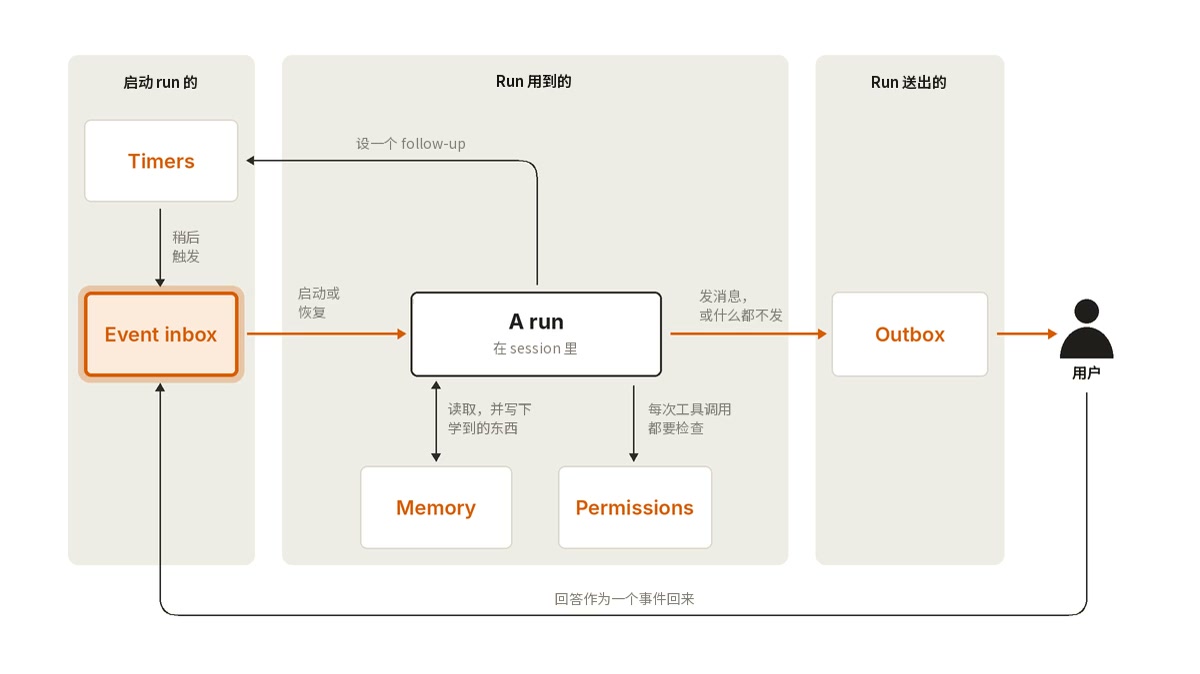 启动 run 的
Run 用到的
Run 送出的
Timers
设一个 follow-up
稍后
触发
Event inbox
启动或
恢复
A run
在 session 里
发消息，
或什么都不发
Outbox
用户
读取，并写下
学到的东西
每次工具调用
都要检查
Memory
Permissions
回答作为一个事件回来